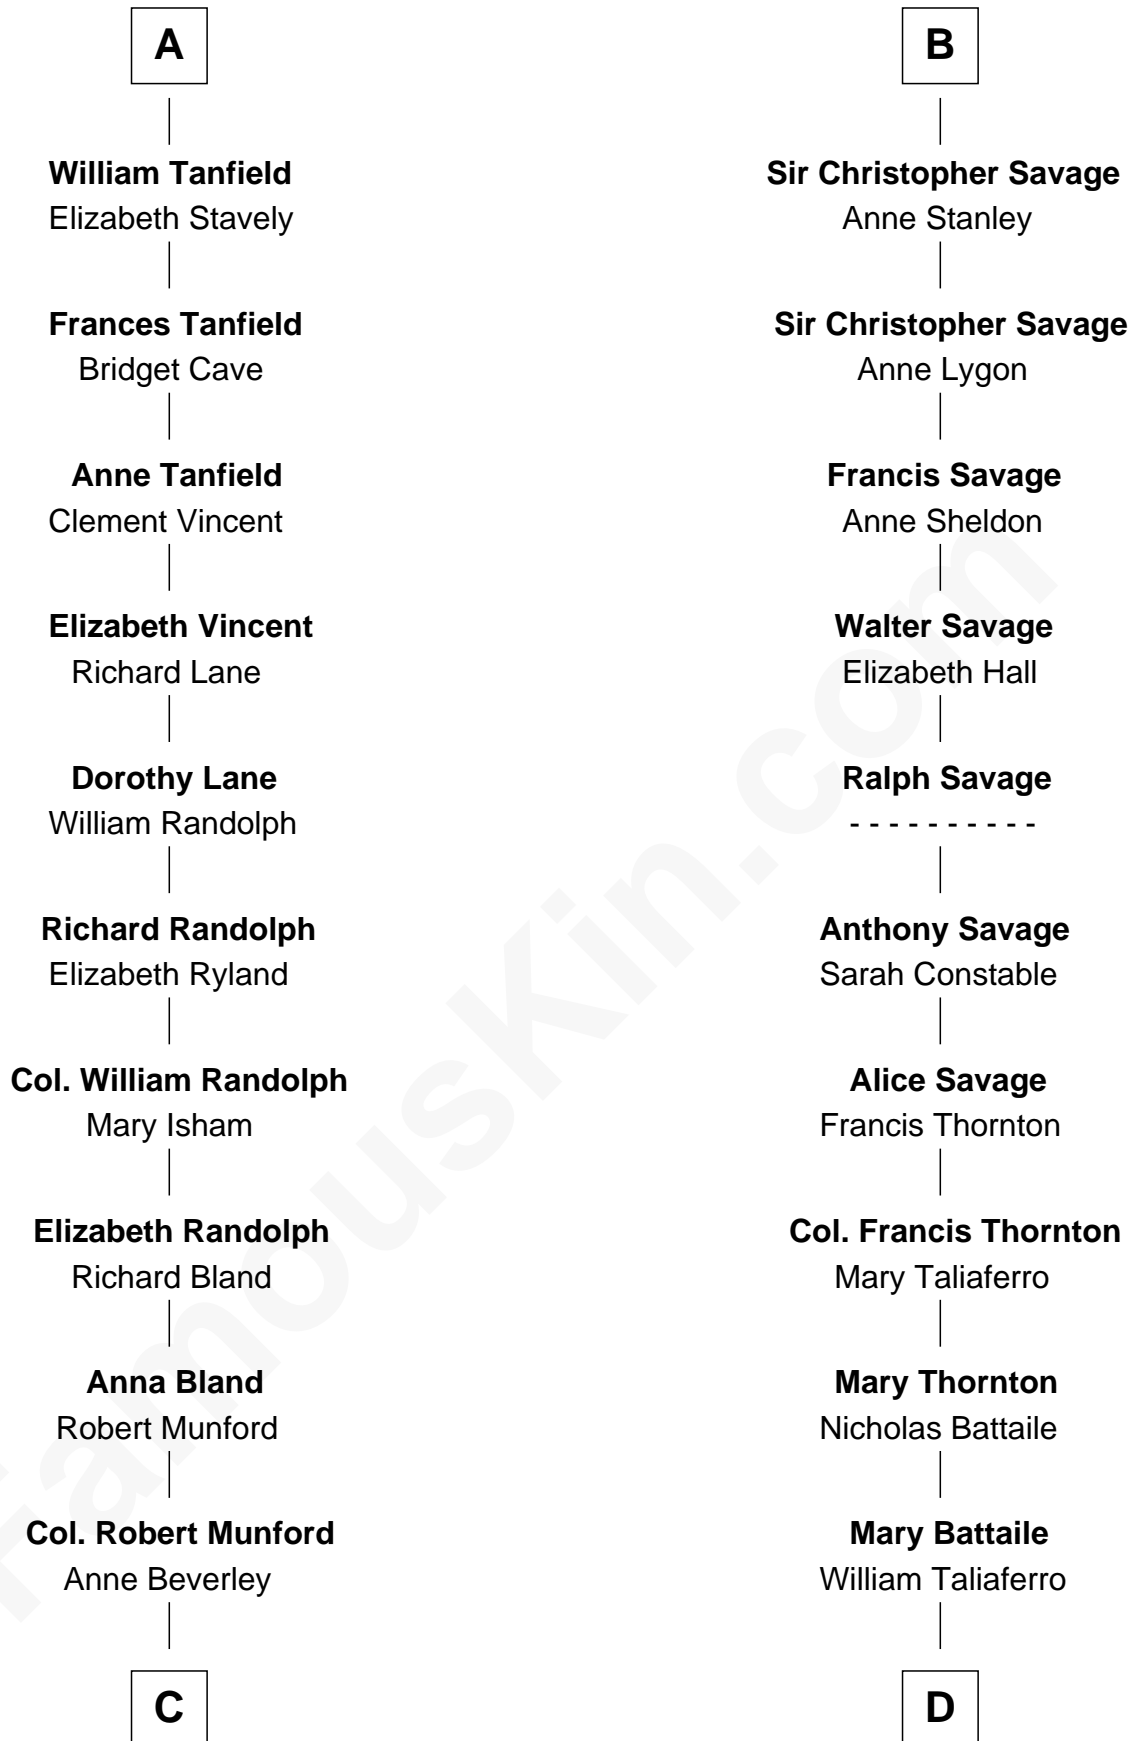 A
William Tanfield
Elizabeth Stavely
Frances Tanfield
Bridget Cave
Anne Tanfield
Clement Vincent
Elizabeth Vincent
Richard Lane
Dorothy Lane
William Randolph
Richard Randolph
Elizabeth Ryland
Col. William Randolph
Mary Isham
Elizabeth Randolph
Richard Bland
Anna Bland
Robert Munford
Col. Robert Munford
Anne Beverley
C
B
Sir Christopher Savage
Anne Stanley
Sir Christopher Savage
Anne Lygon
Francis Savage
Anne Sheldon
Walter Savage
Elizabeth Hall
Ralph Savage
- - - - - - - - - -
Anthony Savage
Sarah Constable
Alice Savage
Francis Thornton
Col. Francis Thornton
Mary Taliaferro
Mary Thornton
Nicholas Battaile
Mary Battaile
William Taliaferro
D
FamousKin.com